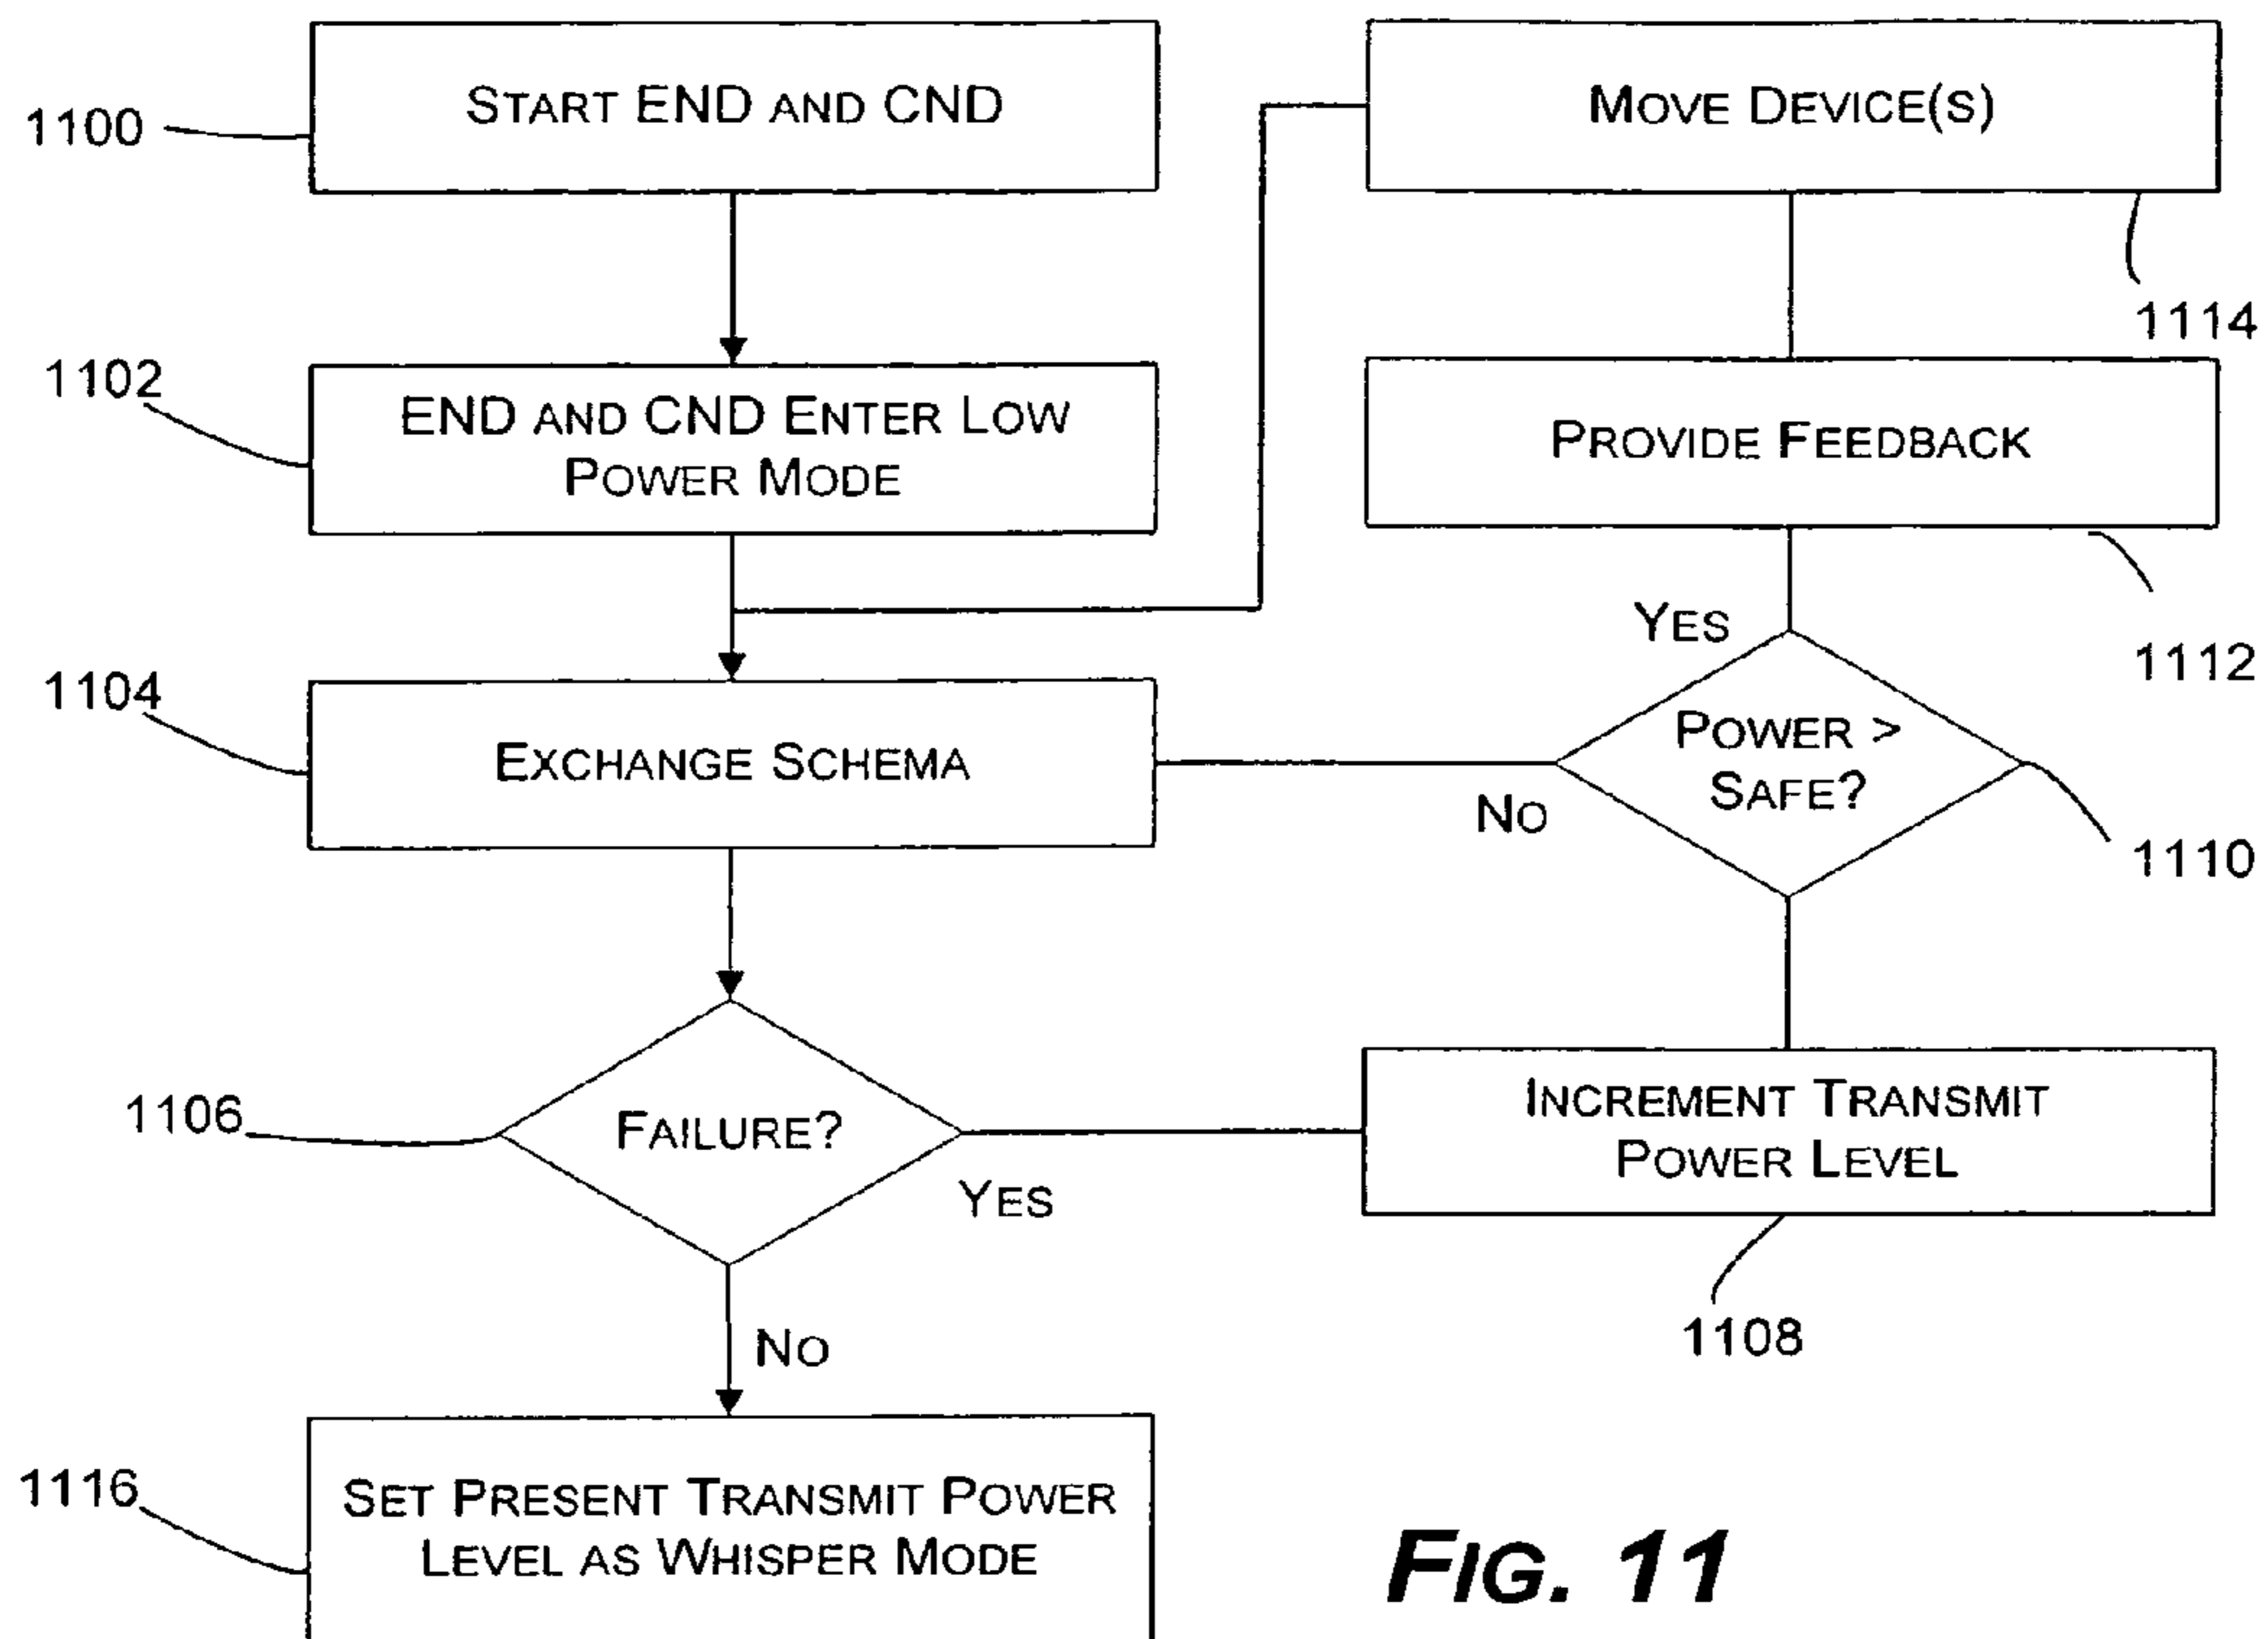 START END AND CND
1100
MOVE DEVICE(S)
1114
1102
END AND CND ENTER LOW
POWER MODE
PROVIDE FEEDBACK
1112
YES
1104
EXCHANGE SCHEMA
POWER >
SAFE?
NO
1110
1106
FAILURE?
YES
INCREMENT TRANSMIT
POWER LEVEL
1108
NO
1116
SET PRESENT TRANSMIT POWER
LEVEL AS WHISPER MODE
FIG. 11